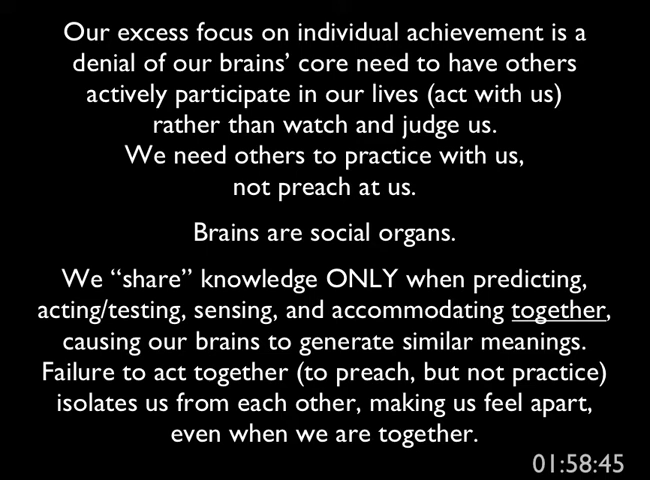 Our excess focus on individual achievement is a
denial of our brains’ core need to have others
actively participate in our lives (act with us)
rather than watch and judge us.
We need others to practice with us,
not preach at us.
Brains are social organs.
We “share” knowledge ONLY when predicting,
acting/testing, sensing, and accommodating together,
causing our brains to generate similar meanings.
Failure to act together (to preach, but not practice)
isolates us from each other, making us feel apart,
even when we are together.
01:58:45